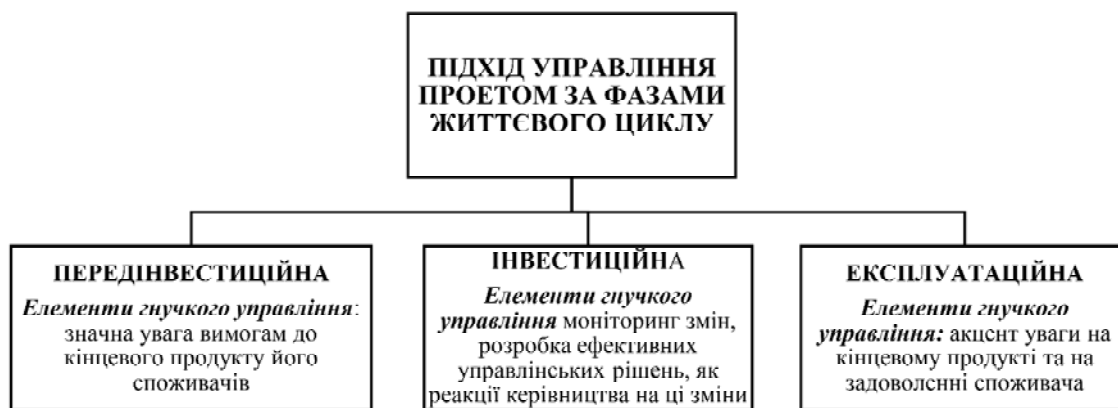 ПІДХІД УПРАВЛІННЯ
ПРОЕТОМ ЗА ФАЗАМИ
ЖИТТЄВОГО ЦИКЛУ
ПЕРЕДІНВЕСТИЦІЙНА
Елементи гнучкого управління:
значна увага вимогам до
кінцевого продукту його
споживачів
ІНВЕСТИЦІЙНА
Елементи гнучкого
управління моніторинг змін,
розробка ефективних
управлінських рішень, як
реакції керівництва на ці зміни
ЕКСПЛУАТАЦІЙНА
Елементи гнучкого
управління: акцент уваги на
кінцевому продукті та на
задоволенні споживача